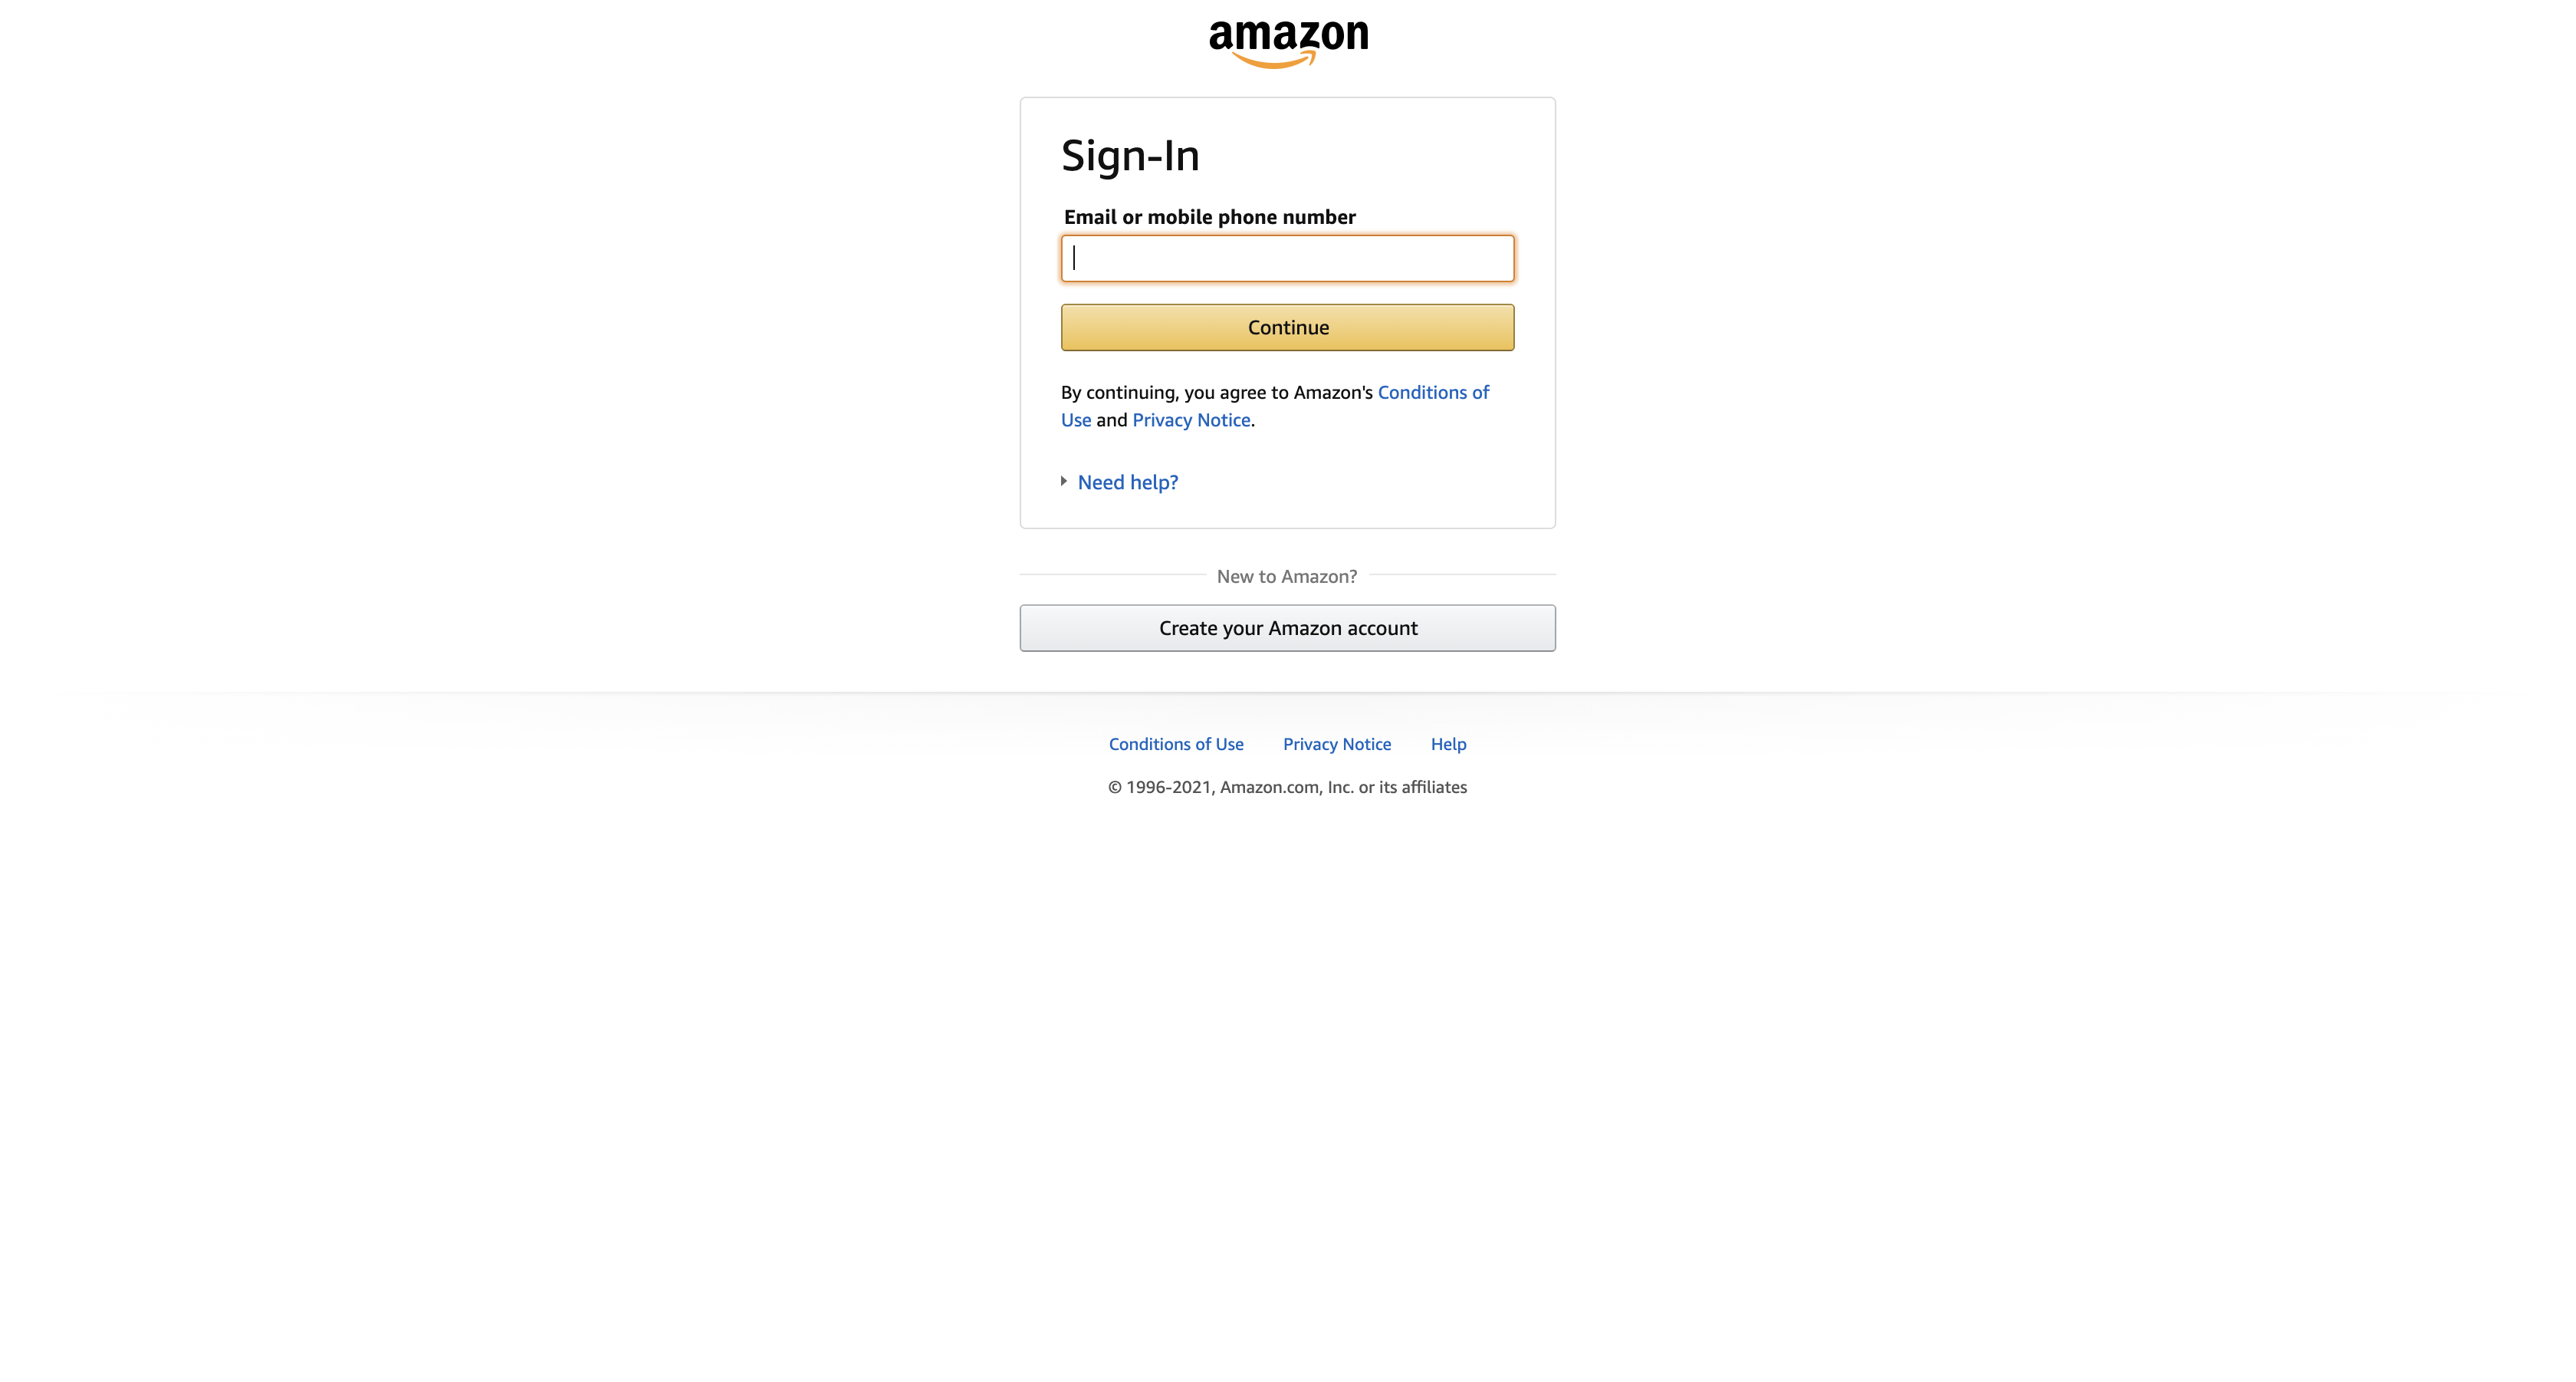 amazon
Sign-In
Email or mobile phone number
Continue
By continuing, you agree to Amazon's Conditions of
Use and Privacy Notice.
Need help?
New to Amazon?
Create your Amazon account
Conditions of Use Privacy Notice Help
© 1996-2021, Amazon.com, Inc. or its affiliates